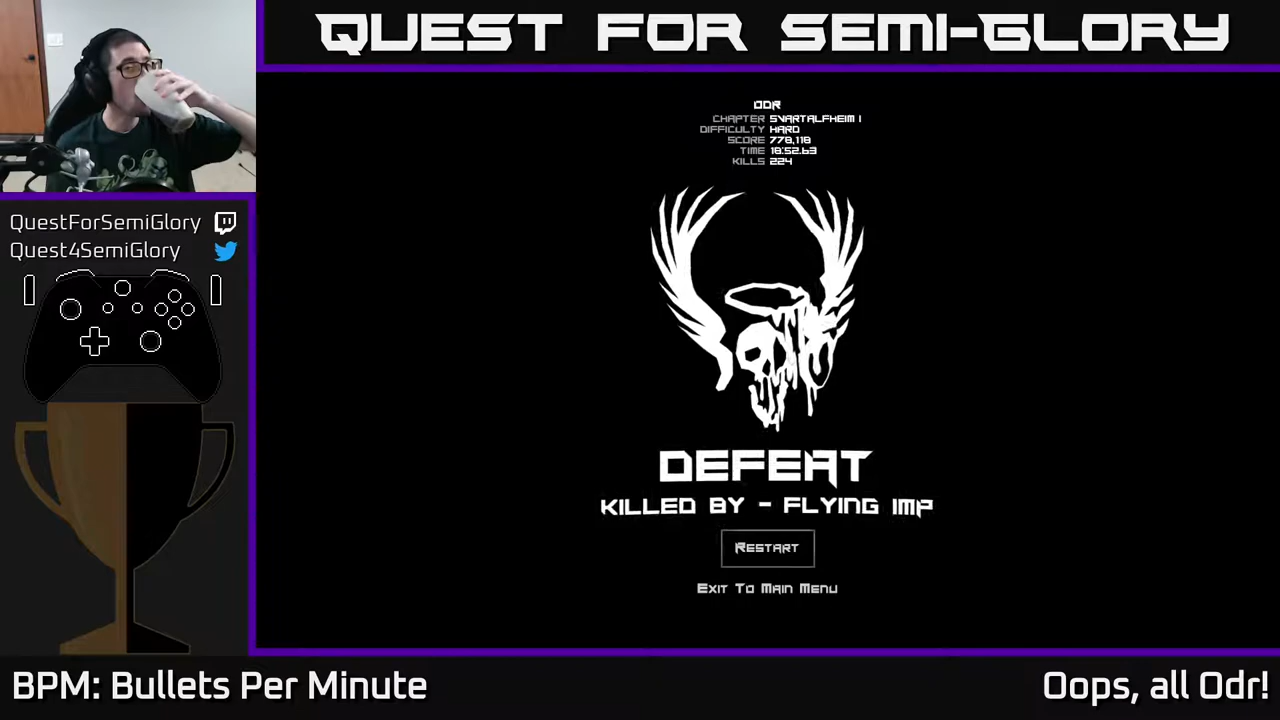 QUEST FOR SEMI-GLORY
QuestForSemiGlory
Quest4SemiGlory
ODR
CHAPTER SVARTALFHEIM I
DIFFICULTY HARD
SCORE 778,118
TIME 18:52.63
KILLS 224
DEFEAT
KILLED BY - FLYING IMP
RESTART
EXIT TO MAIN MENU
BPM: Bullets Per Minute
Oops, all Odr!